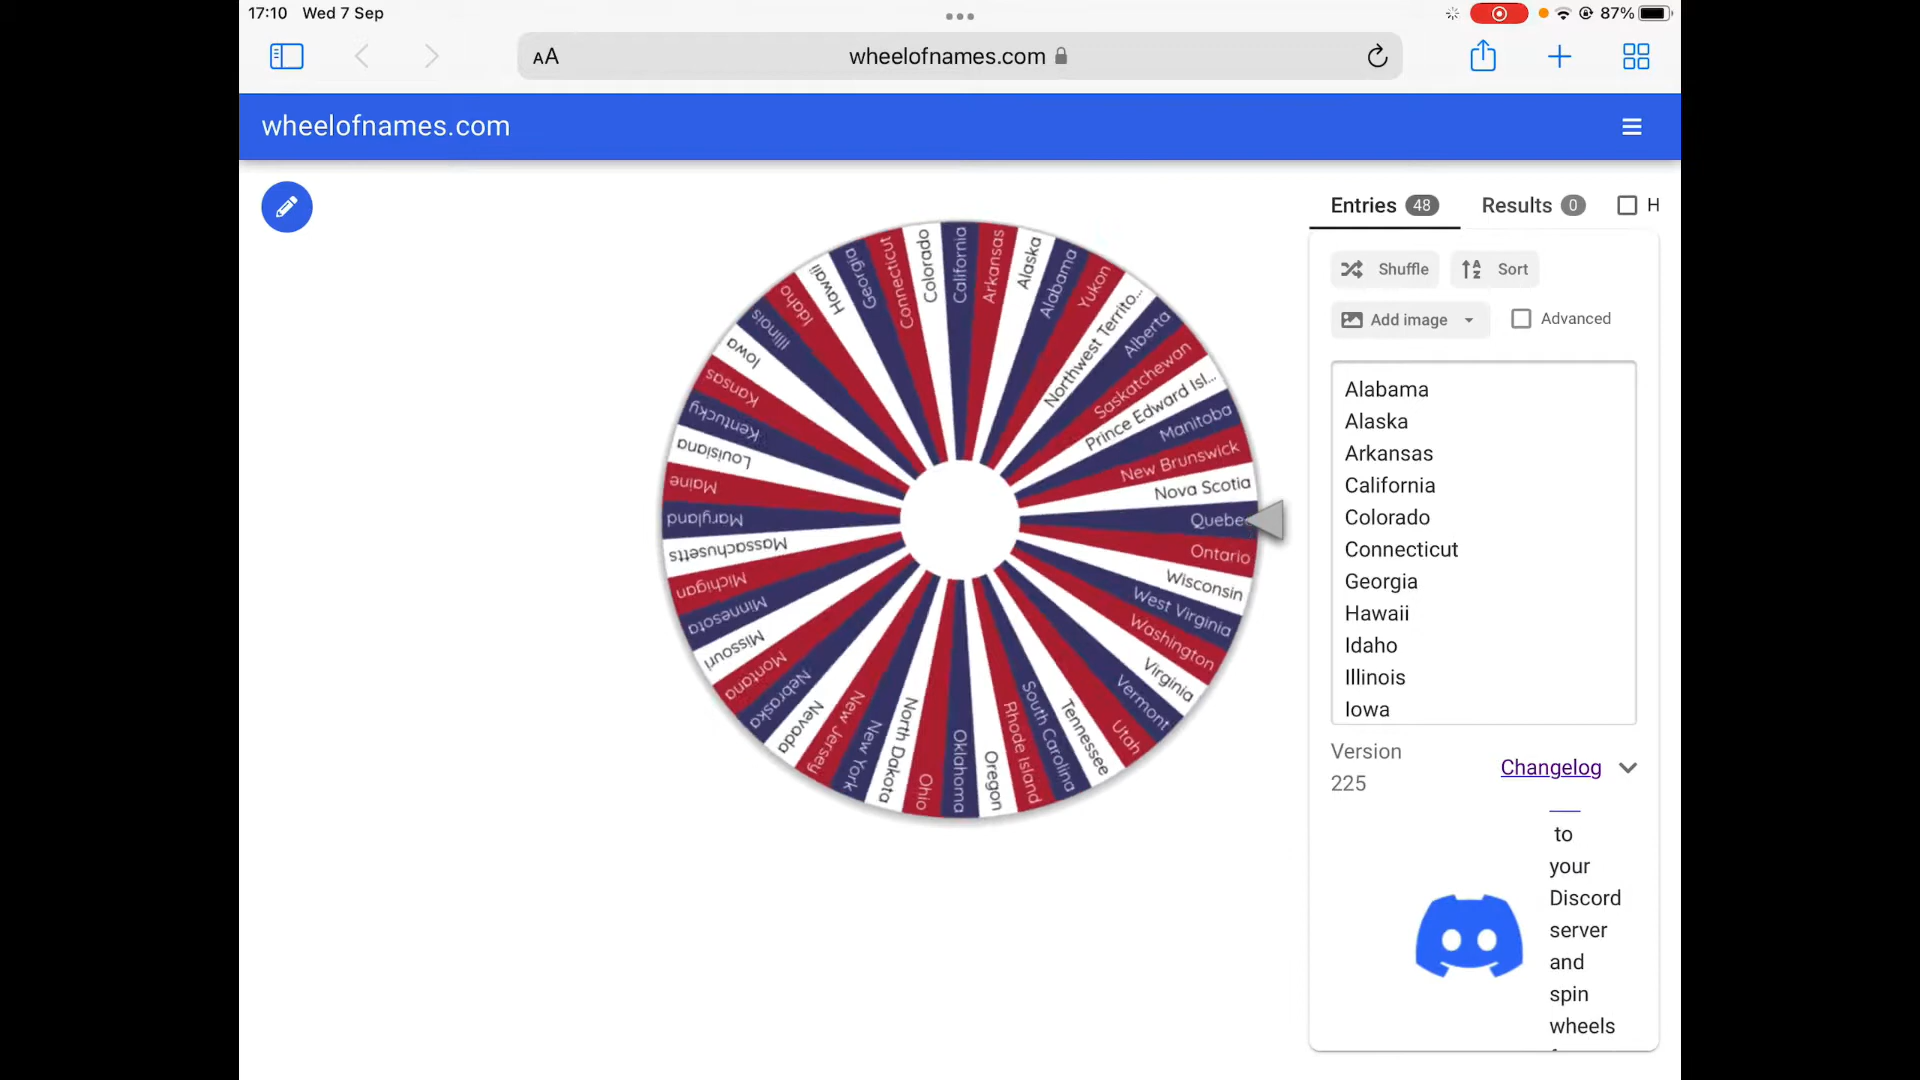 17:10 Wed 7 Sep
87%
AA
wheelofnames.com
wheelofnames.com
Entries 48
Results 0
H
Shuffle
Sort
Add image
Advanced
Alabama
Alaska
Arkansas
California
Colorado
Connecticut
Georgia
Hawaii
Idaho
Illinois
Iowa
Version
225
Changelog
to
your
Discord
server
and
spin
wheels
California
Arkansas
Alaska
Alabama
Yukon
Northwest Territo...
Alberta
Saskatchewan
Prince Edward Isl...
Manitoba
New Brunswick
Nova Scotia
Quebe
Ontario
Wisconsin
West Virginia
Washington
Virginia
Vermont
Utah
Tennessee
South Carolina
Rhode Island
Oregon
Oklahoma
Ohio
North Dakota
New York
New Jersey
Nevada
Nebraska
Montana
Missouri
Minnesota
Michigan
Massachusetts
Maryland
Maine
Louisiana
Kentucky
Kansas
Iowa
Illinois
Idaho
Hawaii
Georgia
Connecticut
Colorado